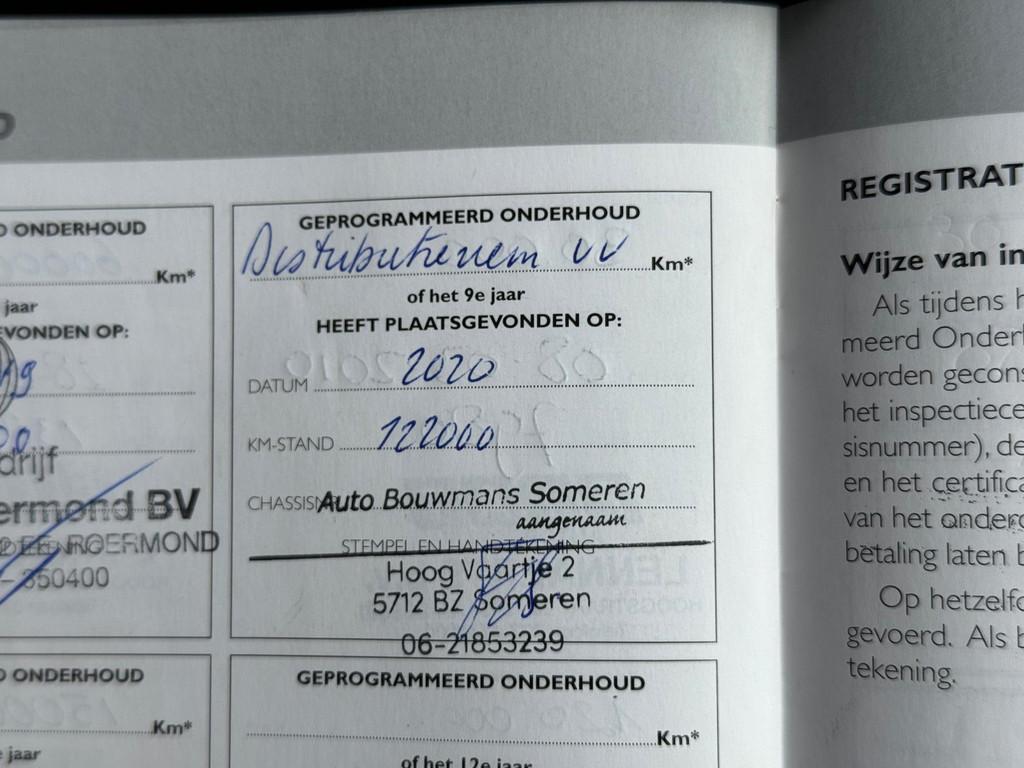 D ONDERHOUD
Km*
jaar
VONDEN OP:
drijf
ermond BV
ROERMOND
- 350400
D ONDERHOUD
Km*
jaar
GEPROGRAMMEERD ONDERHOUD
Distributieriem VV Km*
of het 9e jaar
HEEFT PLAATSGEVONDEN OP:
DATUM 2020
KM-STAND 122000
CHASSISN
Auto Bouwmans Someren
aangenaam
STEMPEL EN HANDTEKENING
Hoog Vaartje 2
5712 BZ Someren
06-21853239
GEPROGRAMMEERD ONDERHOUD
Km*
of het 12e jaar
REGISTRAT
Wijze van in
Als tijdens h
meerd Onderh
worden gecons
het inspectiece
sisnummer), de
en het certifica
van het onderg
betaling laten b
Op hetzelfd
gevoerd. Als b
tekening.